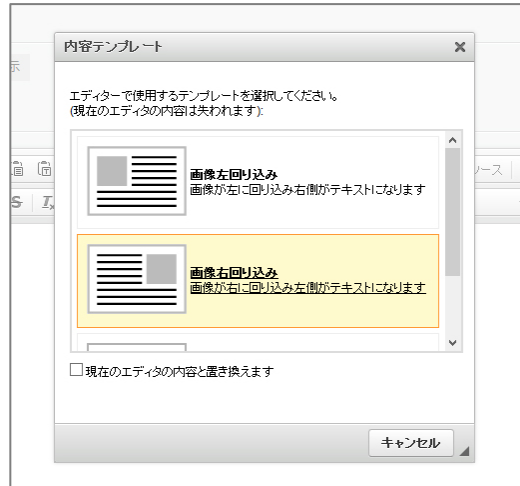 内容テンプレート
示
エディターで使用するテンプレートを選択してください。
(現在のエディタの内容は失われます):
画像左回り込み
画像が左に回り込み右側がテキストになります
ソース
画像右回り込み
画像が右に回り込み左側がテキストになります
現在のエディタの内容と置き換えます
キャンセル